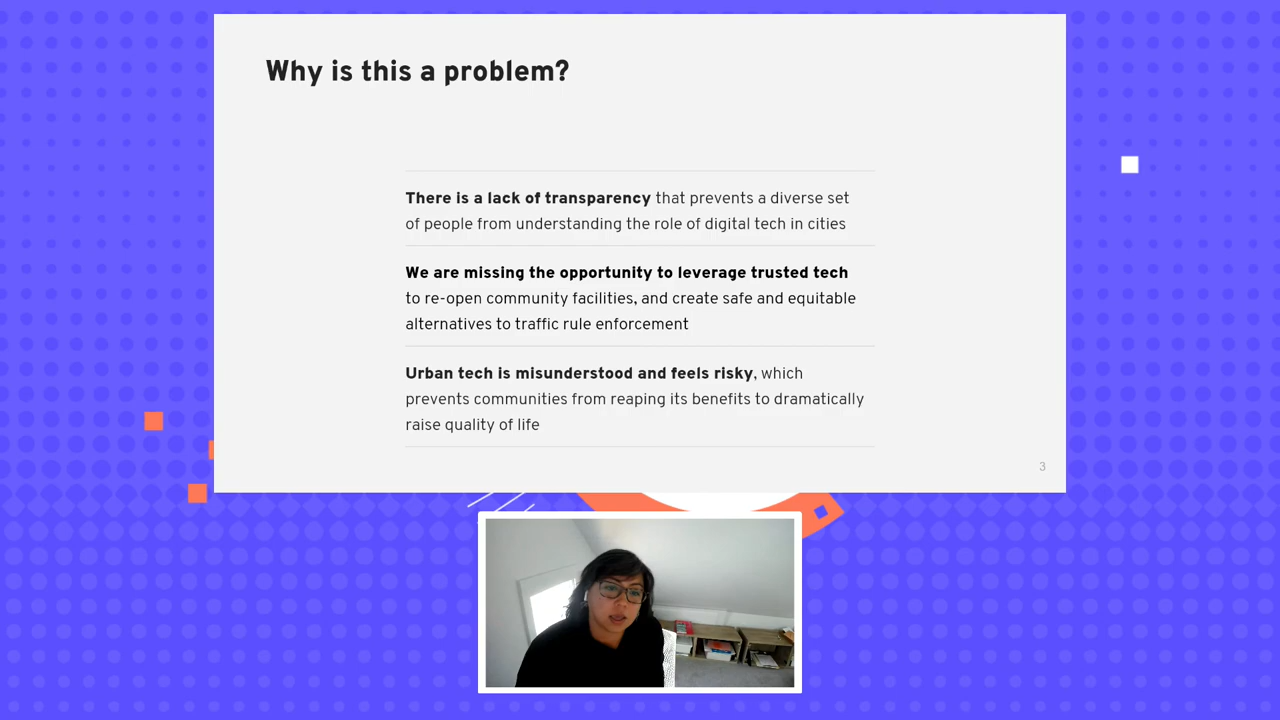 Why is this a problem?
There is a lack of transparency that prevents a diverse set
of people from understanding the role of digital tech in cities
We are missing the opportunity to leverage trusted tech
to re-open community facilities, and create safe and equitable
alternatives to traffic rule enforcement
Urban tech is misunderstood and feels risky, which
prevents communities from reaping its benefits to dramatically
raise quality of life
3